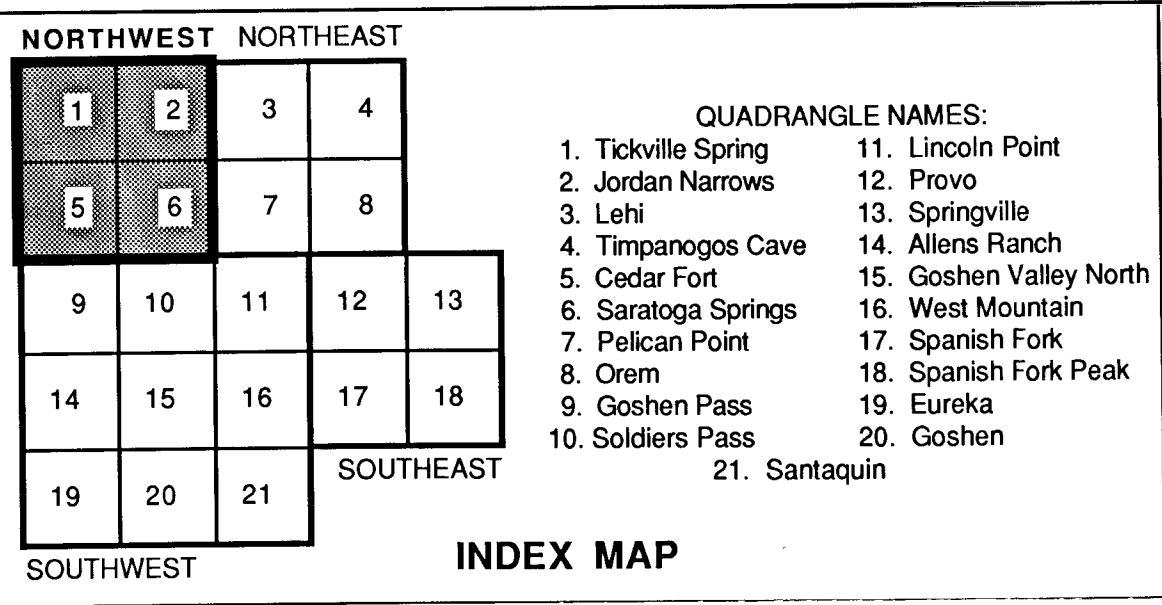 NORTHWEST NORTHEAST
1 2 3 4
5 6 7 8
9 10 11 12 13
14 15 16 17 18
19 20 21
SOUTHEAST
SOUTHWEST
QUADRANGLE NAMES:
1. Tickville Spring
2. Jordan Narrows
3. Lehi
4. Timpanogos Cave
5. Cedar Fort
6. Saratoga Springs
7. Pelican Point
8. Orem
9. Goshen Pass
10. Soldiers Pass
11. Lincoln Point
12. Provo
13. Springville
14. Allens Ranch
15. Goshen Valley North
16. West Mountain
17. Spanish Fork
18. Spanish Fork Peak
19. Eureka
20. Goshen
21. Santaquin
INDEX MAP